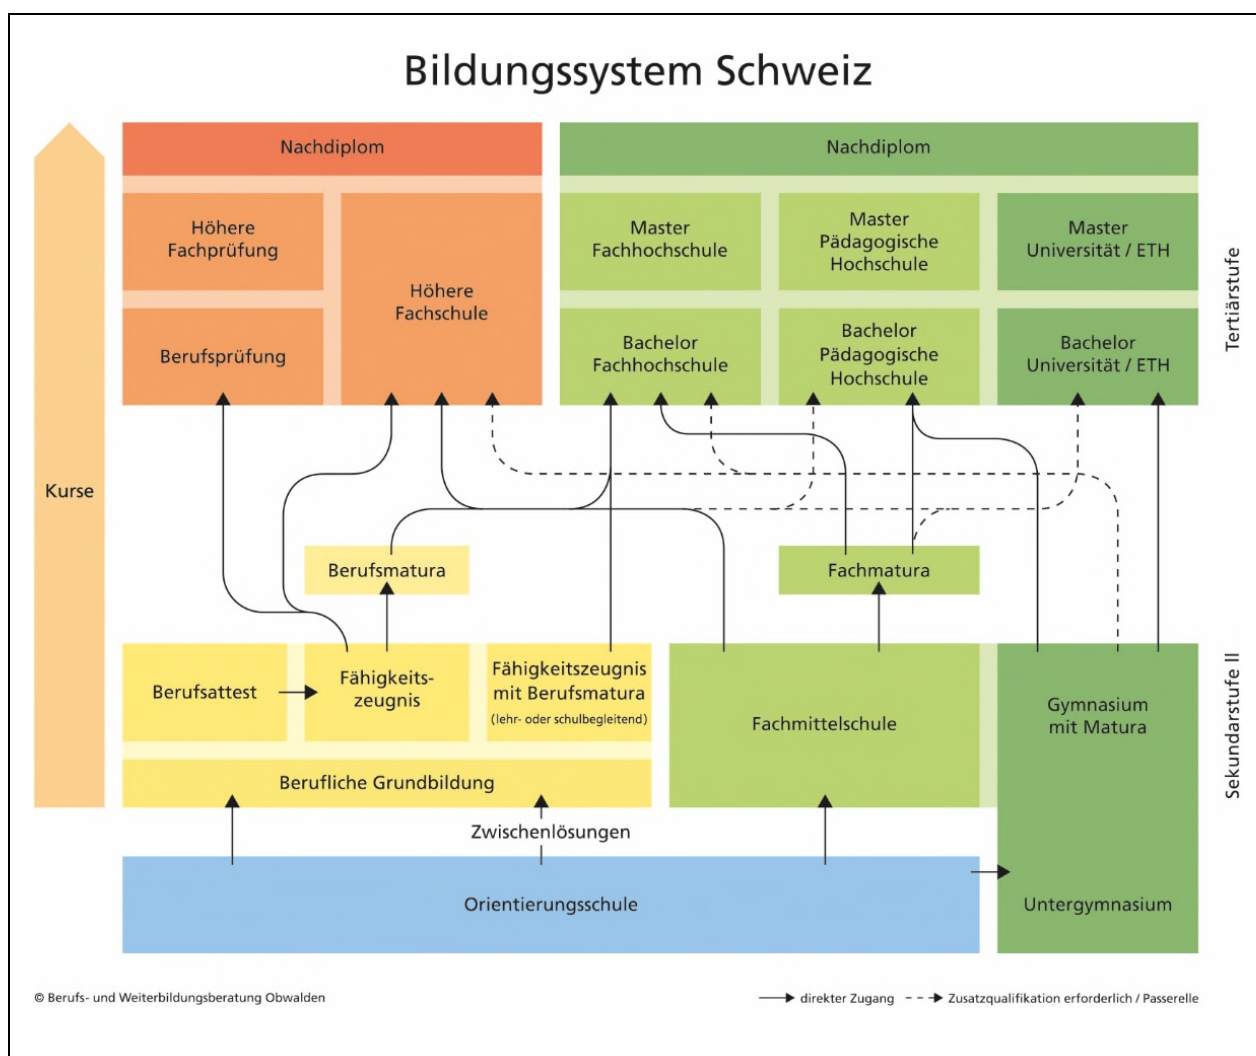 Bildungssystem Schweiz
Nachdiplom
Nachdiplom
Höhere
Fachprüfung
Höhere
Fachschule
Master
Fachhochschule
Master
Pädagogische
Hochschule
Master
Universität / ETH
Berufsprüfung
Bachelor
Fachhochschule
Bachelor
Pädagogische
Hochschule
Bachelor
Universität / ETH
Tertiärstufe
Kurse
Berufsmatura
Fachmatura
Berufsattest
Fähigkeits-
zeugnis
Fähigkeitszeugnis
mit Berufsmatura
(lehr- oder schulbegleitend)
Fachmittelschule
Gymnasium
mit Matura
Sekundarstufe II
Berufliche Grundbildung
Zwischenlösungen
Orientierungsschule
Untergymnasium
© Berufs- und Weiterbildungsberatung Obwalden
direkter Zugang
Zusatzqualifikation erforderlich / Passerelle